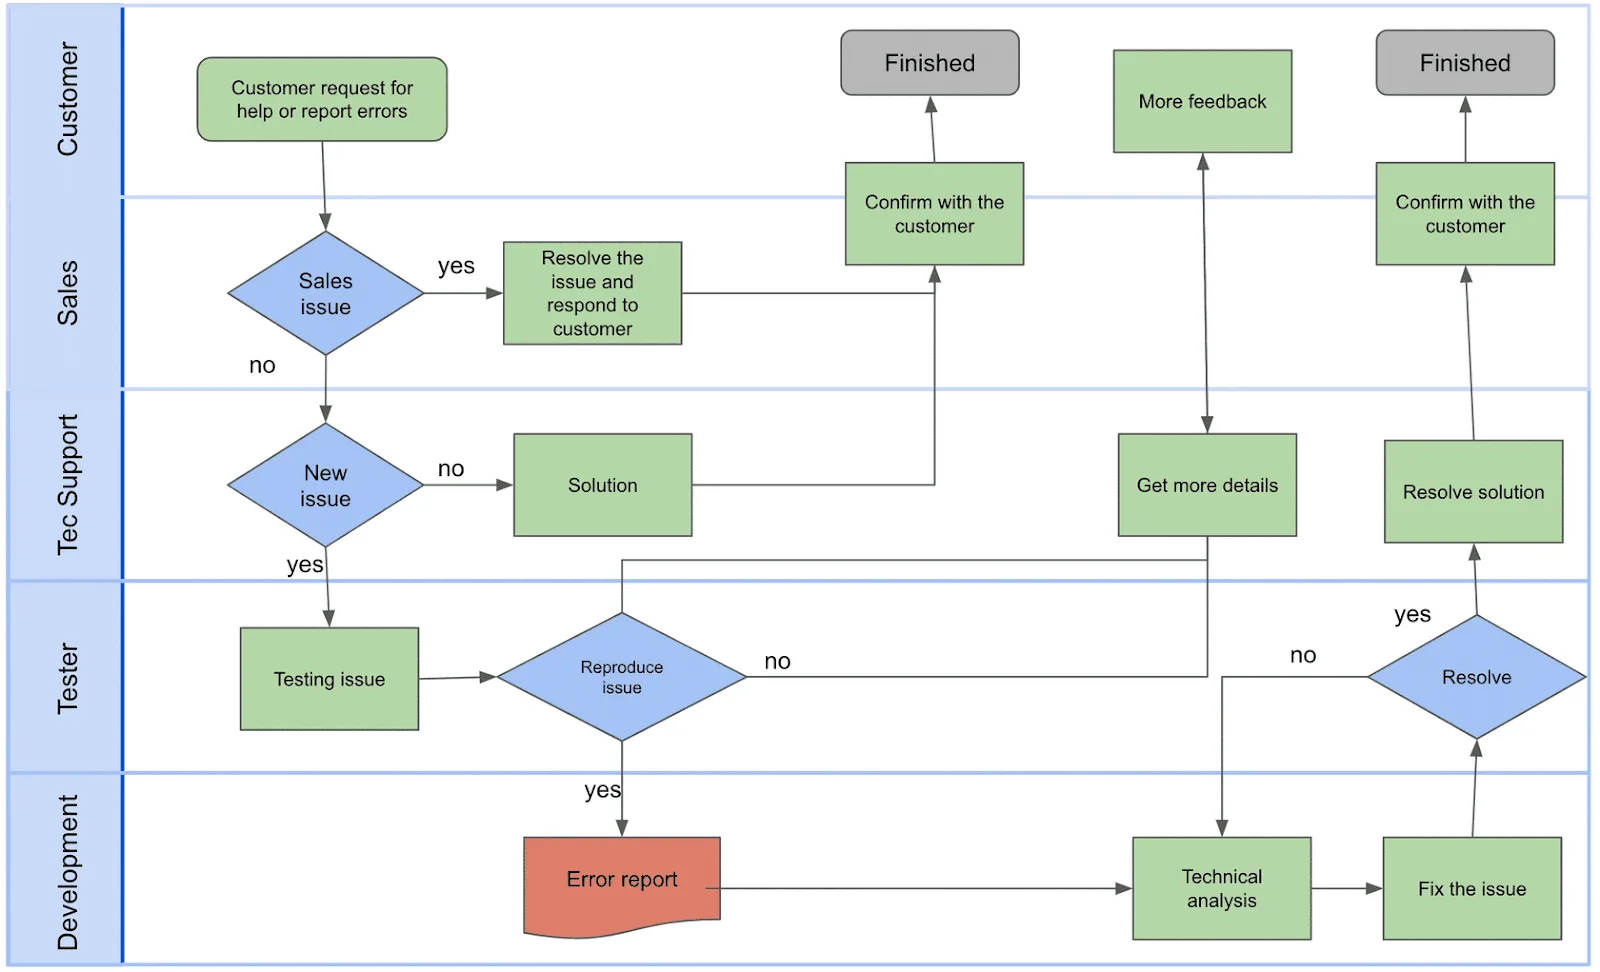 Customer
Customer request for
help or report errors
Finished
More feedback
Finished
Confirm with the
customer
Confirm with the
customer
Sales
Sales
issue
yes
Resolve the
issue and
respond to
customer
no
Tec Support
New
issue
no
Solution
Get more details
Resolve solution
yes
Tester
Testing issue
Reproduce
issue
no
no
yes
Resolve
yes
Development
Error report
Technical
analysis
Fix the issue